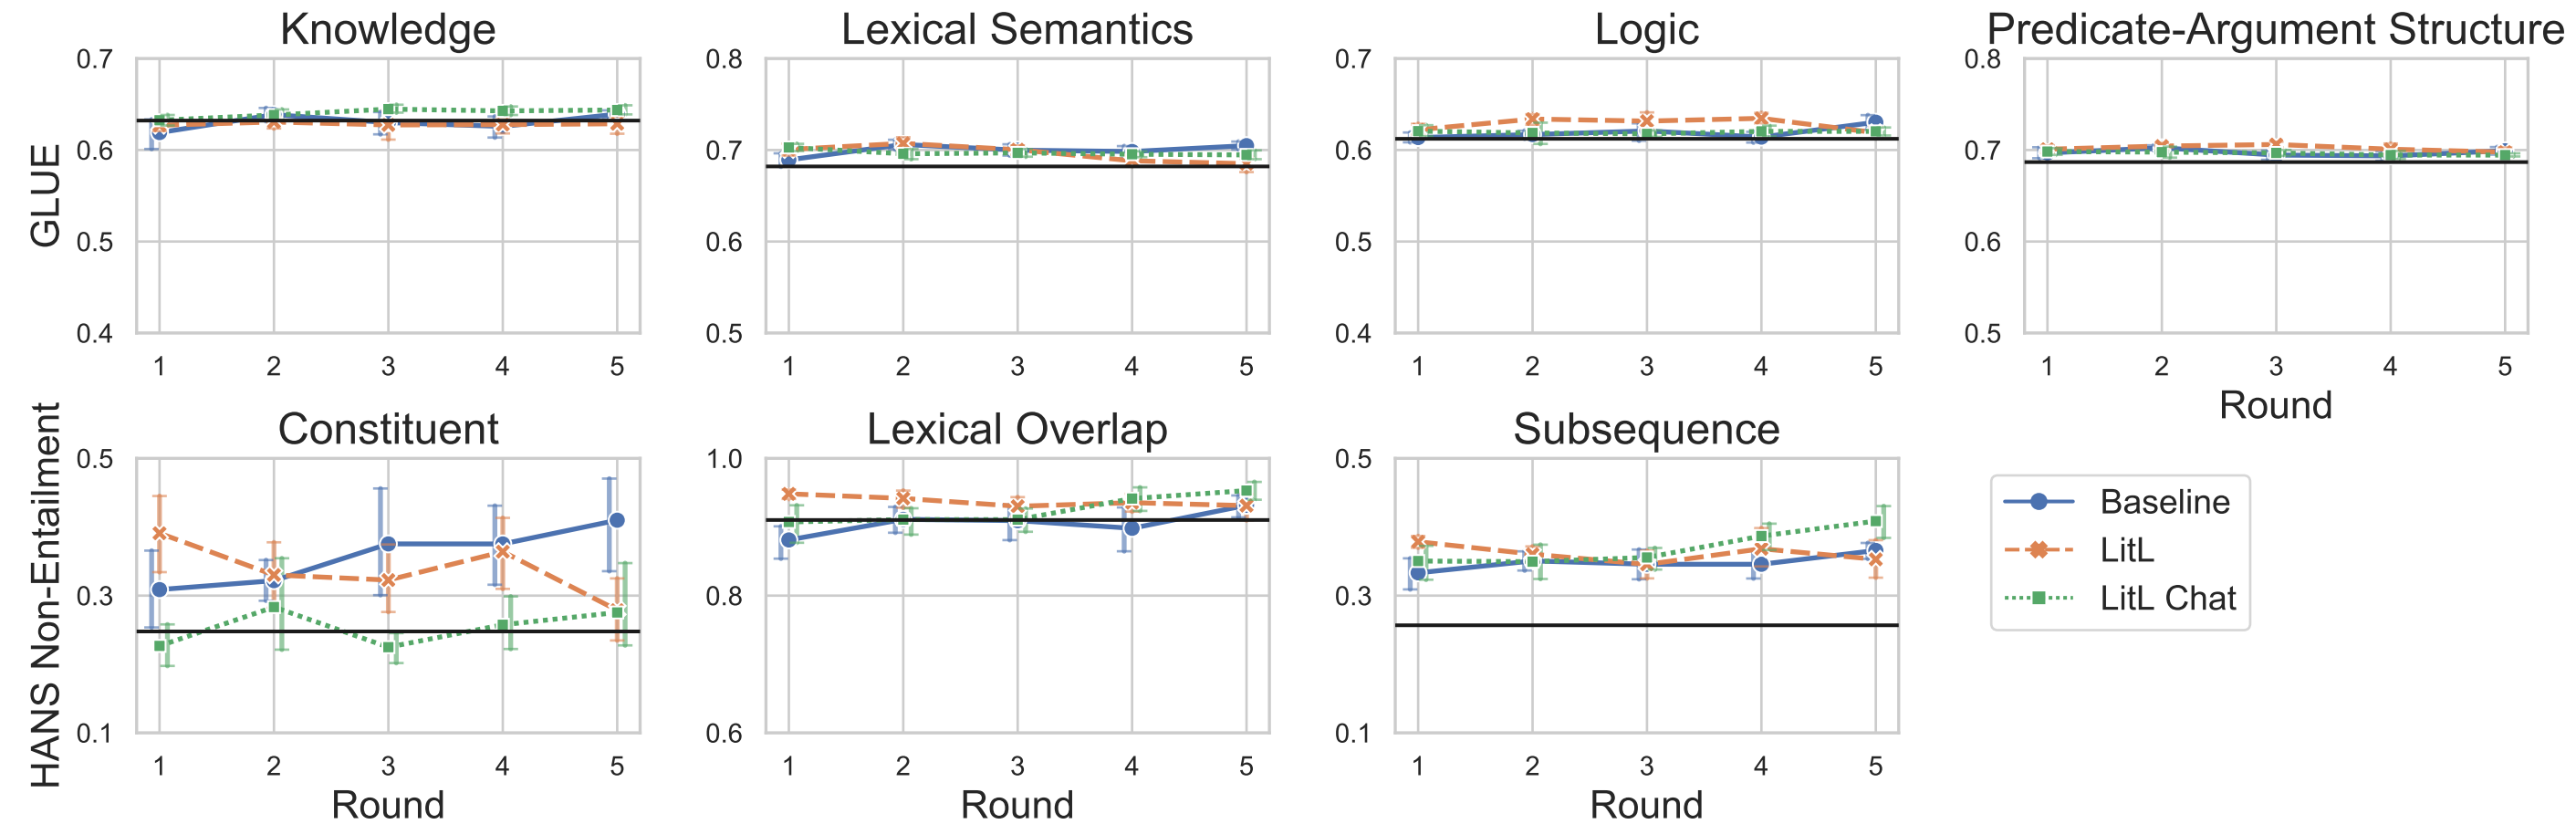 Knowledge
Lexical Semantics
Logic
Predicate-Argument Structure
GLUE
0.7
0.6
0.5
0.4
1 2 3 4 5
0.8
0.7
0.6
0.5
1 2 3 4 5
0.7
0.6
0.5
0.4
1 2 3 4 5
0.8
0.7
0.6
0.5
1 2 3 4 5
Round
HANS Non-Entailment
Constituent
0.5
0.3
0.1
1 2 3 4 5
Round
Lexical Overlap
1.0
0.8
0.6
1 2 3 4 5
Round
Subsequence
0.5
0.3
0.1
1 2 3 4 5
Round
Baseline
LitL
LitL Chat